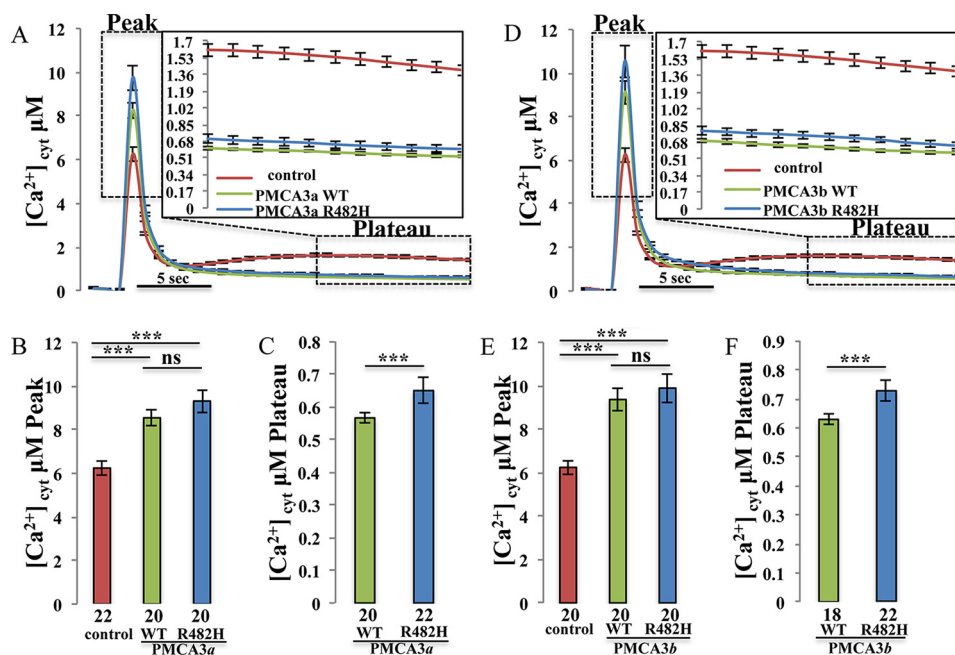 A
Peak
[Ca²⁺]cyt µM
12
10
8
6
4
2
0
1.7
1.53
1.36
1.19
1.02
0.85
0.68
0.51
0.34
0.17
0
control
PMCA3a WT
PMCA3a R482H
Plateau
5 sec
D
Peak
[Ca²⁺]cyt µM
12
10
8
6
4
2
0
1.7
1.53
1.36
1.19
1.02
0.85
0.68
0.51
0.34
0.17
0
control
PMCA3b WT
PMCA3b R482H
Plateau
5 sec
B
[Ca²⁺]cyt µM Peak
12
10
8
6
4
2
0
***
***
ns
22 20 20
control WT R482H
PMCA3a
C
[Ca²⁺]cyt µM Plateau
0.8
0.7
0.6
0.5
0.4
0.3
0.2
0.1
0
***
20 22
WT R482H
PMCA3a
E
[Ca²⁺]cyt µM Peak
12
10
8
6
4
2
0
***
***
ns
20 20 20
control WT R482H
PMCA3b
F
[Ca²⁺]cyt µM Plateau
0.9
0.8
0.7
0.6
0.5
0.4
0.3
0.2
0.1
0
***
18 22
WT R482H
PMCA3b